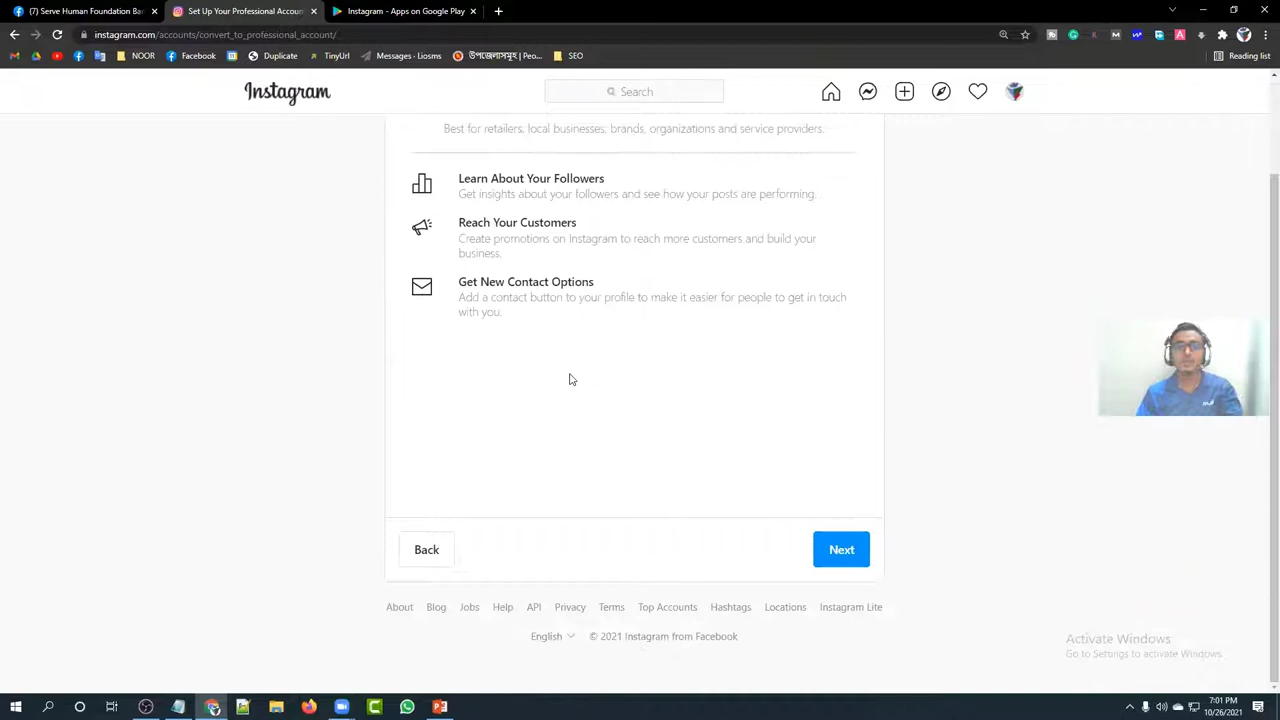 (7) Serve Human Foundation Ba
Set Up Your Professional Accou
Instagram - Apps on Google Play
instagram.com/accounts/convert_to_professional_account/
NOOR
Facebook
Duplicate
TinyUrl
Messages - Liosms
উপজেলাসমূহ | Peo...
SEO
Reading list
Instagram
Search
Best for retailers, local businesses, brands, organizations and service providers.
Learn About Your Followers
Get insights about your followers and see how your posts are performing.
Reach Your Customers
Create promotions on Instagram to reach more customers and build your
business.
Get New Contact Options
Add a contact button to your profile to make it easier for people to get in touch
with you.
Back
Next
About Blog Jobs Help API Privacy Terms Top Accounts Hashtags Locations Instagram Lite
English © 2021 Instagram from Facebook
Activate Windows
Go to Settings to activate Windows.
7:01 PM
10/26/2021